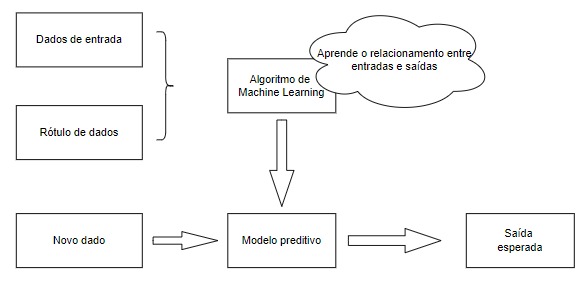 Dados de entrada
Aprende o relacionamento entre
entradas e saídas
Algoritmo de
Machine Learning
Rótulo de dados
Novo dado
Modelo preditivo
Saída
esperada